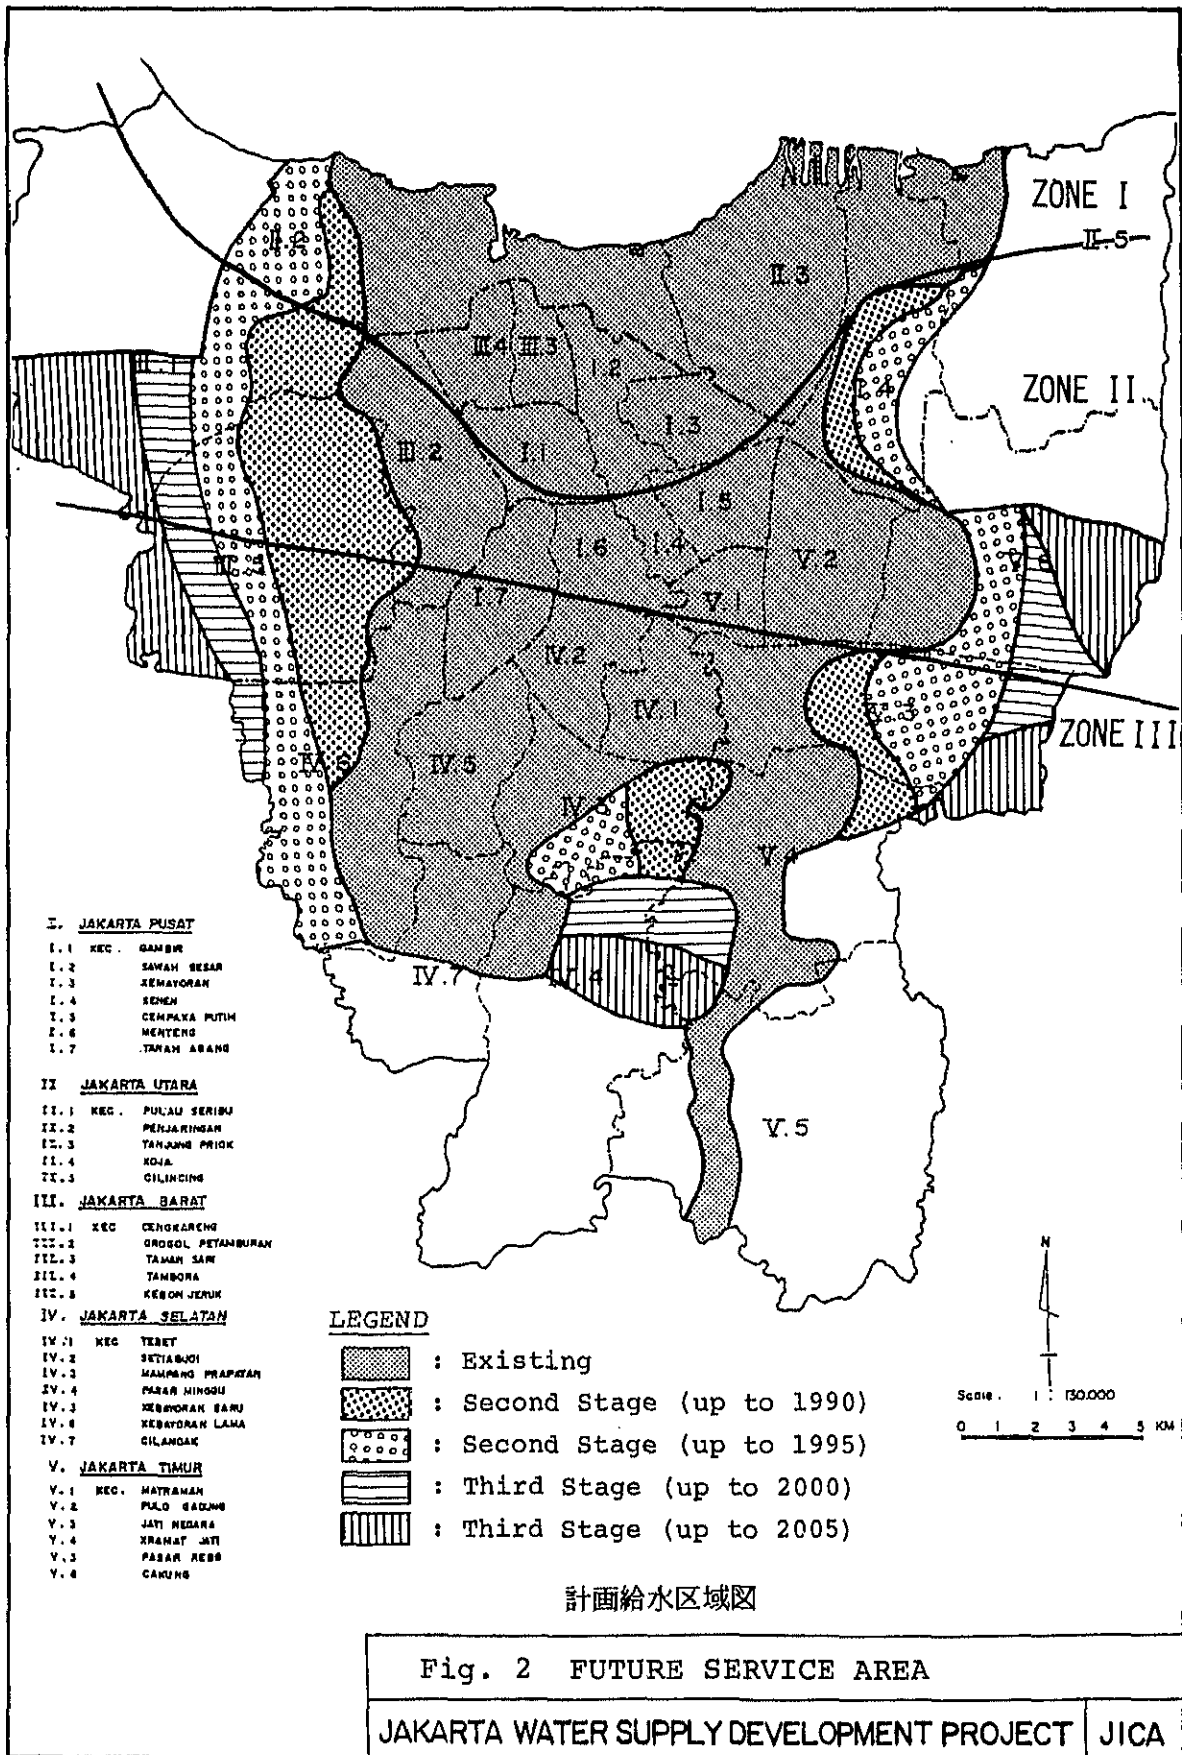 ZONE I
II.5
II.2
II.3
III.4
III.3
I.2
ZONE II
I.3
III.2
I.1
I.5
I.6
I.4
V.2
V.6
III.5
I.7
V.1
IV.2
IV.1
V.3
ZONE III
IV.6
IV.5
IV.3
V.4
IV.7
IV.4
V.5
I. JAKARTA PUSAT
I.1 KEC. GAMBIR
I.2 SAWAH BESAR
I.3 KEMAYORAN
I.4 SENEN
I.5 CEMPAKA PUTIH
I.6 MENTENG
I.7 TANAH ABANG
II JAKARTA UTARA
II.1 KEC. PULAU SERIBU
II.2 PENJARINGAN
II.3 TANJUNG PRIOK
II.4 KOJA
II.5 CILINCING
III. JAKARTA BARAT
III.1 KEC CENGKARENG
III.2 GROGOL PETAMBURAN
III.3 TAMAN SARI
III.4 TAMBORA
III.5 KEBON JERUK
IV. JAKARTA SELATAN
IV.1 KEC TEBET
IV.2 SETIABUDI
IV.3 MAMPANG PRAPATAN
IV.4 PASAR MINGGU
IV.5 KEBAYORAN BARU
IV.6 KEBAYORAN LAMA
IV.7 CILANDAK
V. JAKARTA TIMUR
V.1 KEC. MATRAMAN
V.2 PULO GADUNG
V.3 JATI NEGARA
V.4 KRAMAT JATI
V.5 PASAR REBO
V.6 CAKUNG
LEGEND
: Existing
: Second Stage (up to 1990)
: Second Stage (up to 1995)
: Third Stage (up to 2000)
: Third Stage (up to 2005)
N
Scale. 1 : 130.000
0 1 2 3 4 5 KM
計画給水区域図
Fig. 2 FUTURE SERVICE AREA
JAKARTA WATER SUPPLY DEVELOPMENT PROJECT JICA